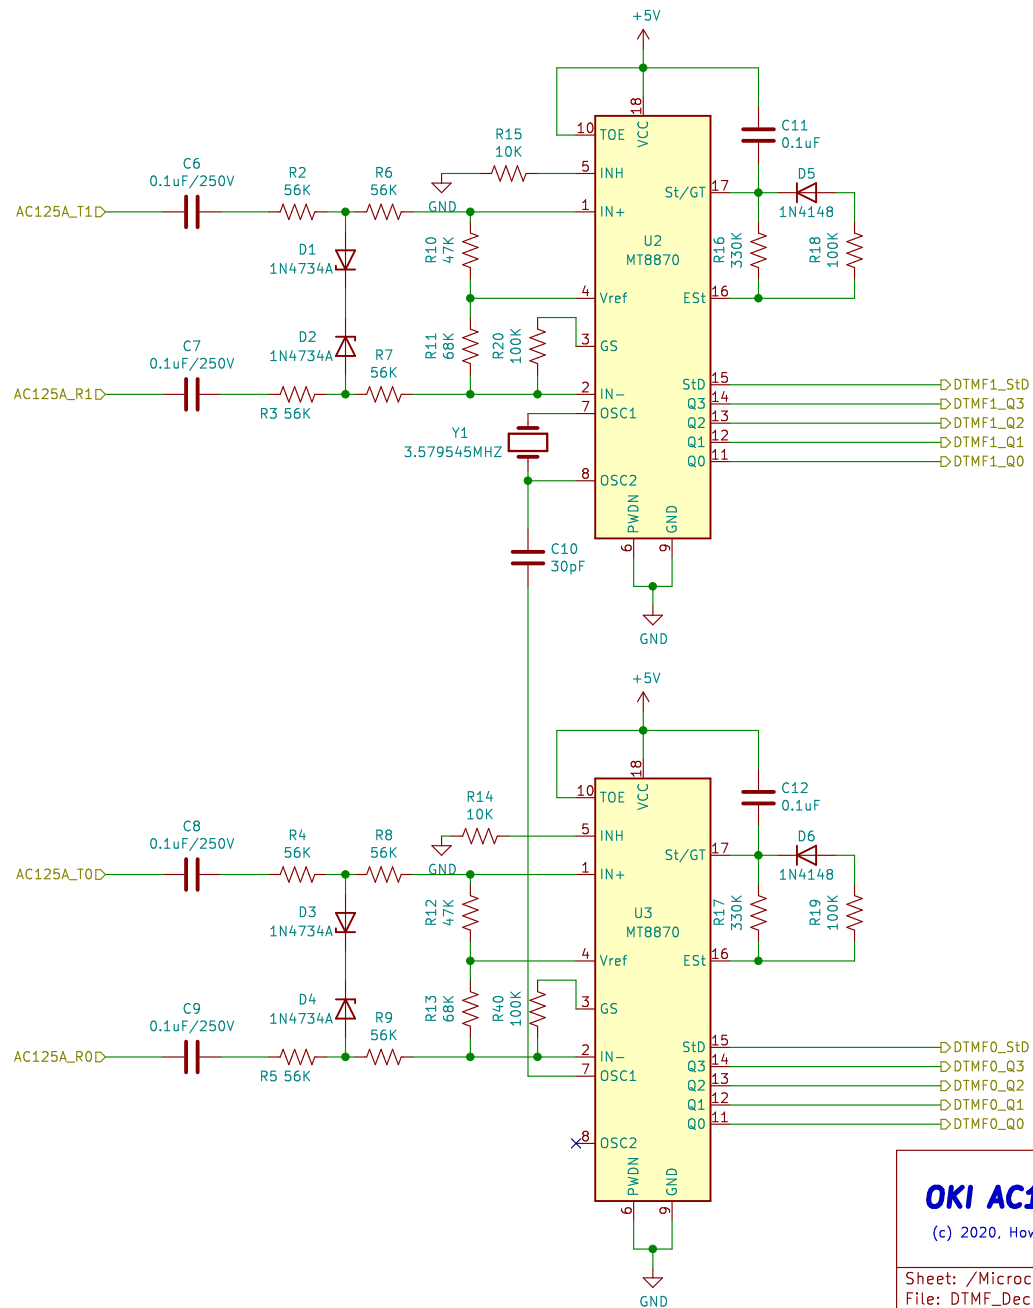 +5V
18
VCC
10
TOE
C11
0.1uF
R15
10K
5
INH
GND
C6
0.1uF/250V
R2
56K
R6
56K
17
St/GT
D5
1N4148
AC125A_T1
1
IN+
D1
1N4734A
R10
47K
U2
MT8870
R16
330K
R18
100K
4
Vref
ESt
16
D2
1N4734A
R11
68K
R20
100K
3
GS
C7
0.1uF/250V
R7
56K
AC125A_R1
R3 56K
2
IN-
7
OSC1
StD
15
DTMF1_StD
Q3
14
DTMF1_Q3
Q2
13
DTMF1_Q2
Q1
12
DTMF1_Q1
Q0
11
DTMF1_Q0
Y1
3.579545MHZ
8
OSC2
PWDN
GND
6
9
C10
30pF
GND
+5V
18
VCC
10
TOE
C12
0.1uF
R14
10K
5
INH
GND
C8
0.1uF/250V
R4
56K
R8
56K
17
St/GT
D6
1N4148
AC125A_T0
1
IN+
D3
1N4734A
R12
47K
U3
MT8870
R17
330K
R19
100K
4
Vref
ESt
16
D4
1N4734A
R13
68K
R40
100K
3
GS
C9
0.1uF/250V
R9
56K
AC125A_R0
R5 56K
2
IN-
7
OSC1
StD
15
DTMF0_StD
Q3
14
DTMF0_Q3
Q2
13
DTMF0_Q2
Q1
12
DTMF0_Q1
Q0
11
DTMF0_Q0
8
OSC2
PWDN
GND
6
9
GND
OKI AC1
(c) 2020, How
Sheet: /Microc
File: DTMF_Dec